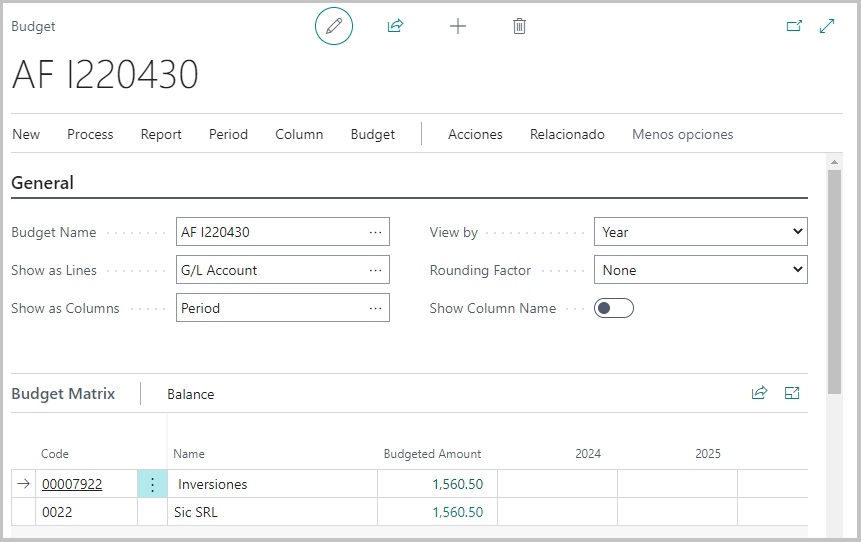 Budget
AF I220430
New Process Report Period Column Budget Acciones Relacionado Menos opciones
General
Budget Name AF I220430 ··· View by Year
Show as Lines G/L Account ··· Rounding Factor None
Show as Columns Period ··· Show Column Name
Budget Matrix Balance
Code Name Budgeted Amount 2024 2025
00007922 Inversiones 1,560.50
0022 Sic SRL 1,560.50